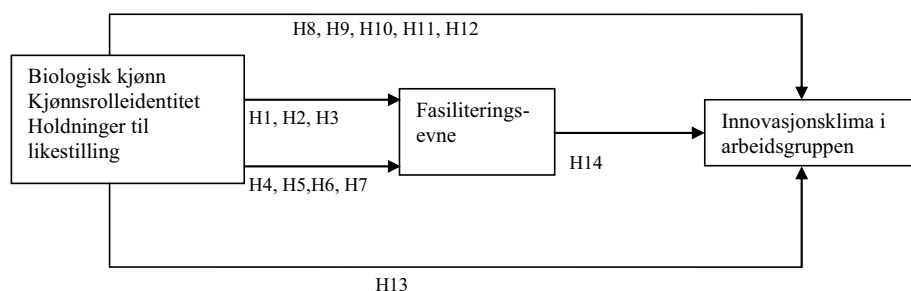 H8, H9, H10, H11, H12
Biologisk kjønn
Kjønnsrolleidentitet
Holdninger til
likestilling
H1, H2, H3
H4, H5,H6, H7
Fasiliterings-
evne
H14
Innovasjonsklima i
arbeidsgruppen
H13